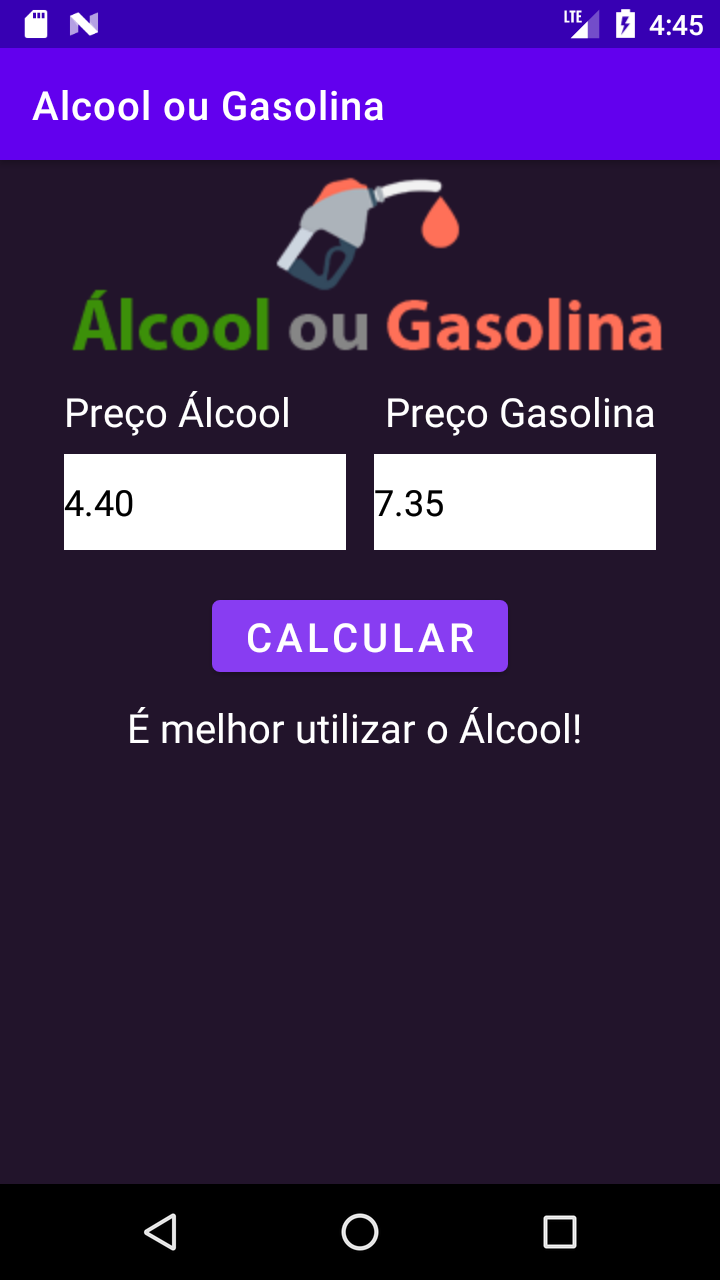 LTE 4:45
Alcool ou Gasolina
Álcool ou Gasolina
Preço Álcool Preço Gasolina
4.40 7.35
CALCULAR
É melhor utilizar o Álcool!